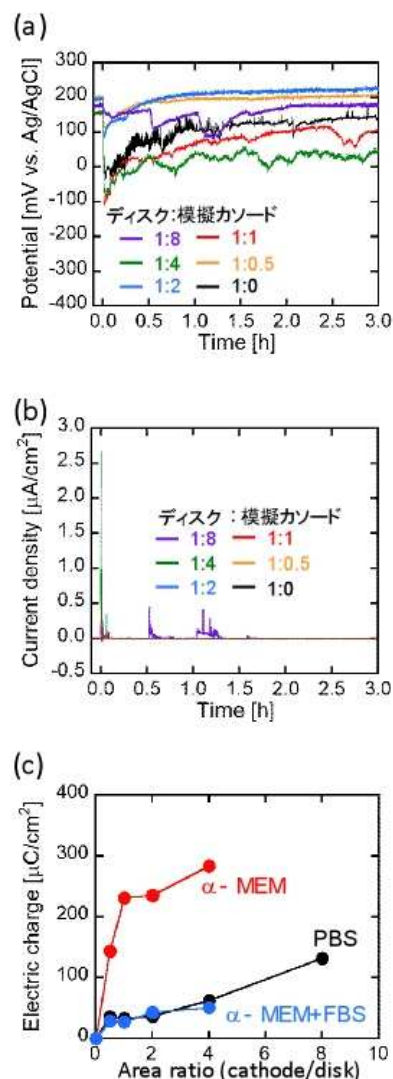 (a)
Potential [mV vs. Ag/AgCl]
300
200
100
0
-100
-200
-300
-400
ディスク:模擬カソード
1:8 1:1
1:4 1:0.5
1:2 1:0
0.0 0.5 1.0 1.5 2.0 2.5 3.0
Time [h]
(b)
Current density [μA/cm²]
3.0
2.5
2.0
1.5
1.0
0.5
0.0
-0.5
ディスク : 模擬カソード
1:8 1:1
1:4 1:0.5
1:2 1:0
0.0 0.5 1.0 1.5 2.0 2.5 3.0
Time [h]
(c)
Electric charge [μC/cm²]
400
300
200
100
0
α- MEM
PBS
α- MEM+FBS
0 2 4 6 8 10
Area ratio (cathode/disk)